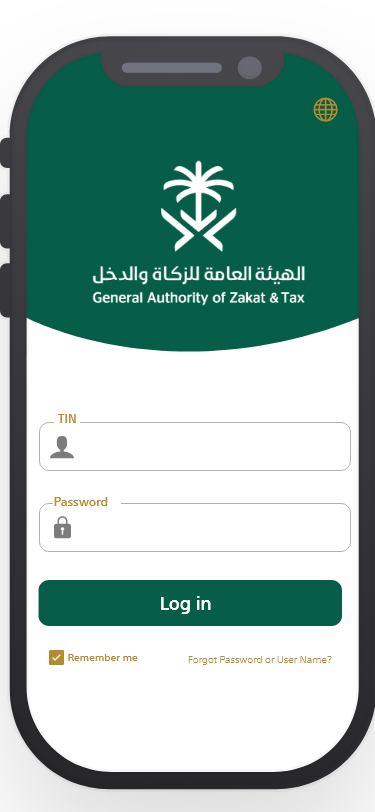 الهيئة العامة للزكاة والدخل
General Authority of Zakat & Tax
TIN
Password
Log in
Remember me
Forgot Password or User Name?